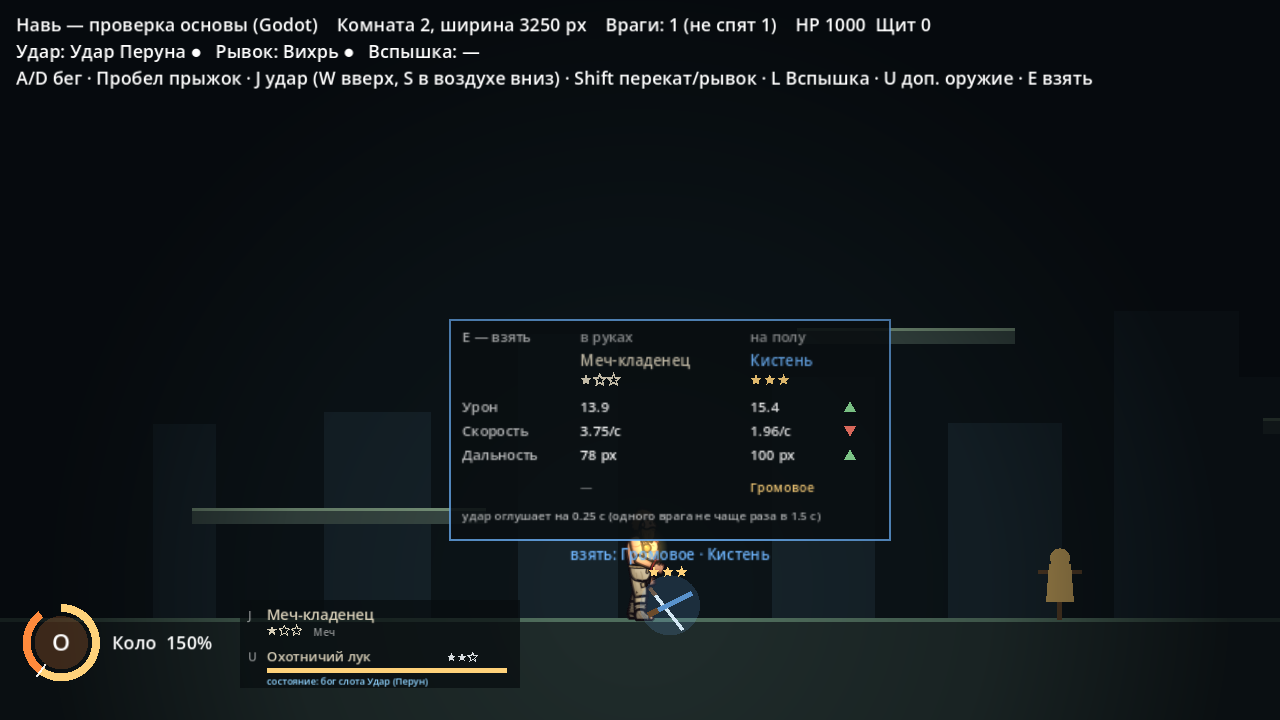 Навь — проверка основы (Godot) Комната 2, ширина 3250 px Враги: 1 (не спят 1) HP 1000 Щит 0
Удар: Удар Перуна ● Рывок: Вихрь ● Вспышка: —
A/D бег · Пробел прыжок · J удар (W вверх, S в воздухе вниз) · Shift перекат/рывок · L Вспышка · U доп. оружие · E взять
E — взять в руках на полу
Меч-кладенец Кистень
★☆☆ ★★★
Урон 13.9 15.4 ▲
Скорость 3.75/с 1.96/с ▼
Дальность 78 px 100 px ▲
— Громовое
удар оглушает на 0.25 с (одного врага не чаще раза в 1.5 с)
взять: Громовое · Кистень
★★★
J Меч-кладенец
★☆☆ Меч
О Коло 150%
U Охотничий лук ★★☆
состояние: бог слота Удар (Перун)